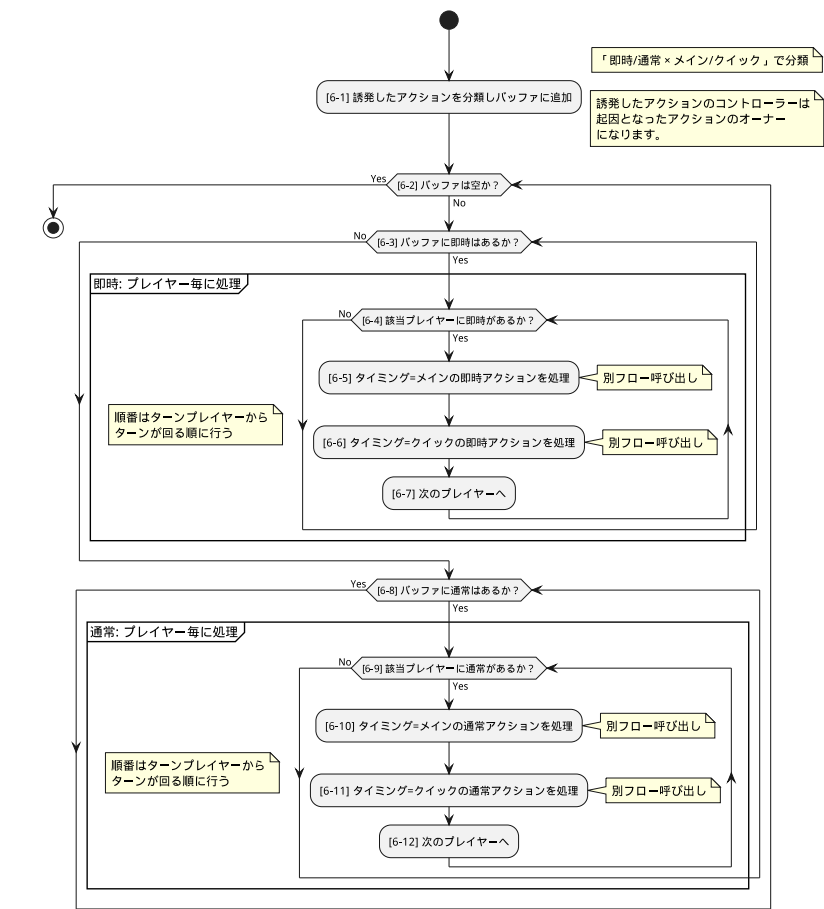 「即時/通常 × メイン/クイック」で分類
[6-1] 誘発したアクションを分類しバッファに追加
誘発したアクションのコントローラーは
起因となったアクションのオーナー
になります。
Yes
[6-2] バッファは空か?
No
No
[6-3] バッファに即時はあるか?
Yes
即時: プレイヤー毎に処理
No
[6-4] 該当プレイヤーに即時があるか?
Yes
[6-5] タイミング=メインの即時アクションを処理
別フロー呼び出し
順番はターンプレイヤーから
ターンが回る順に行う
[6-6] タイミング=クイックの即時アクションを処理
別フロー呼び出し
[6-7] 次のプレイヤーへ
Yes
[6-8] バッファに通常はあるか?
Yes
通常: プレイヤー毎に処理
No
[6-9] 該当プレイヤーに通常があるか?
Yes
[6-10] タイミング=メインの通常アクションを処理
別フロー呼び出し
順番はターンプレイヤーから
ターンが回る順に行う
[6-11] タイミング=クイックの通常アクションを処理
別フロー呼び出し
[6-12] 次のプレイヤーへ